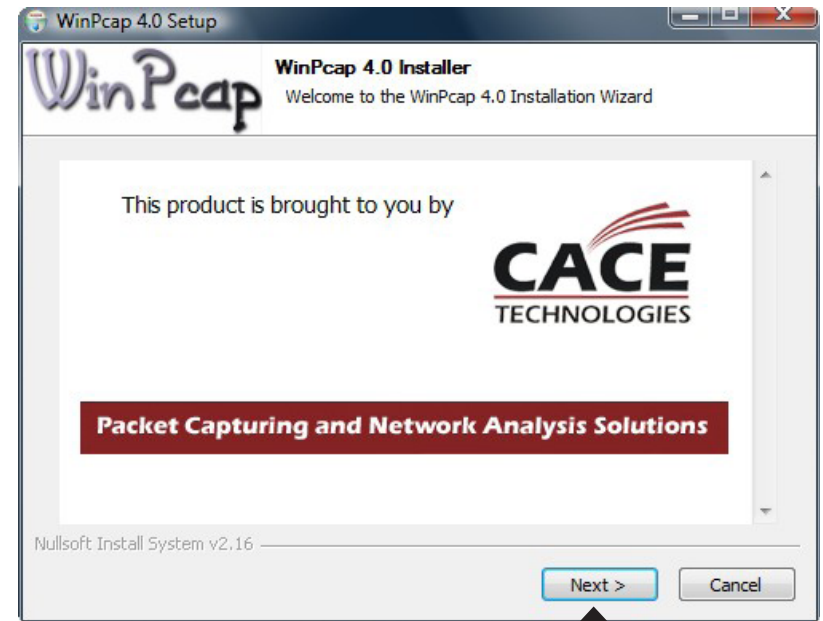 WinPcap 4.0 Setup
WinPcap
WinPcap 4.0 Installer
Welcome to the WinPcap 4.0 Installation Wizard
This product is brought to you by
CACE
TECHNOLOGIES
Packet Capturing and Network Analysis Solutions
Nullsoft Install System v2.16
Next >
Cancel